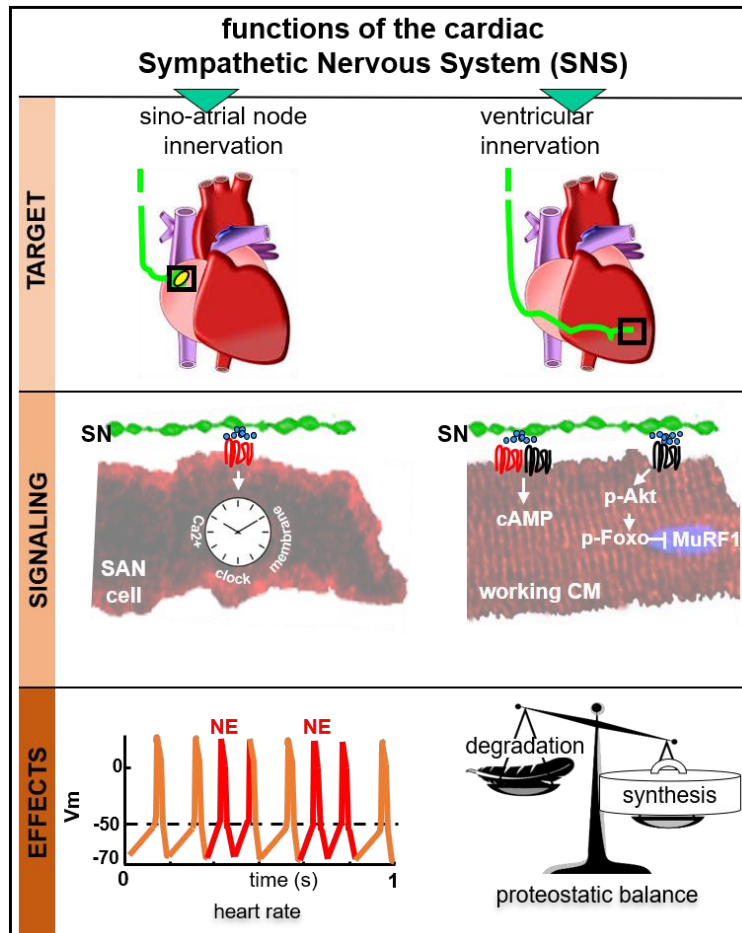 functions of the cardiac
Sympathetic Nervous System (SNS)
TARGET
sino-atrial node
innervation
ventricular
innervation
SIGNALING
SN
Ca2+
membrane
clock
SAN
cell
SN
cAMP
p-Akt
p-Foxo
MuRF1
working CM
EFFECTS
NE
NE
Vm
0
-50
-70
0
time (s)
1
heart rate
degradation
synthesis
proteostatic balance